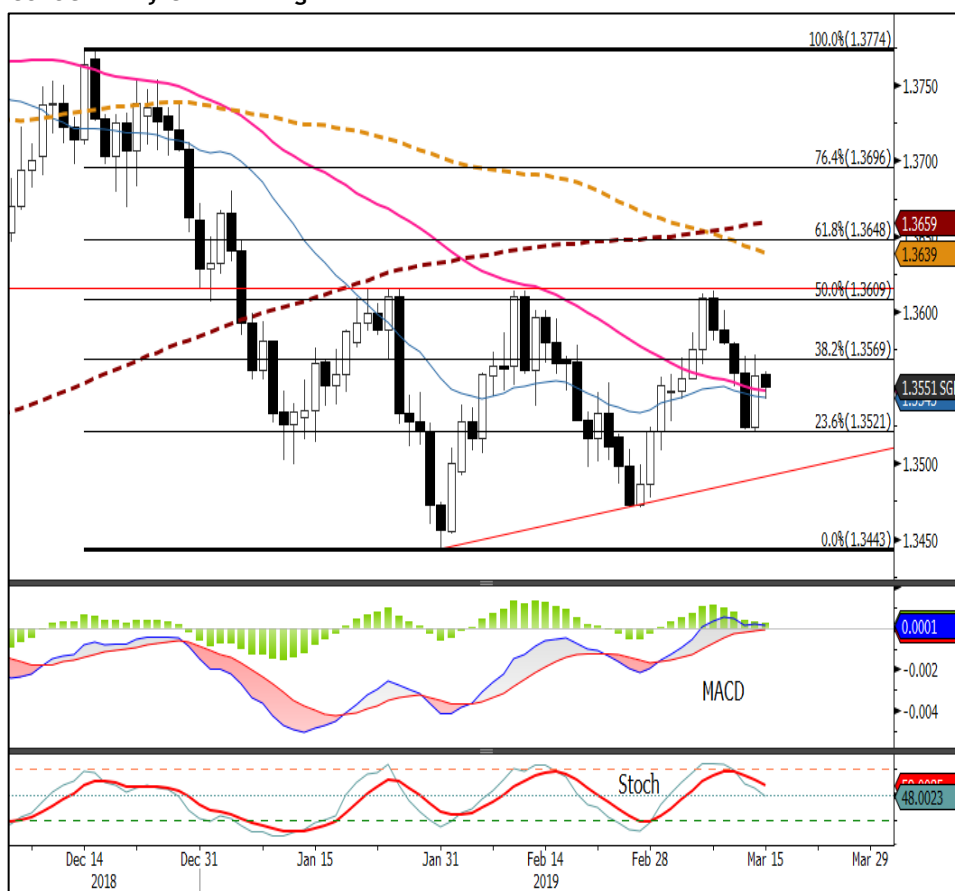 100.0%(1.3774)
1.3750
1.3700
76.4%(1.3696)
1.3659
61.8%(1.3648)
1.3639
50.0%(1.3609)
1.3600
38.2%(1.3569)
1.3551 SG
23.6%(1.3521)
1.3500
0.0%(1.3443)
1.3450
0.0001
-0.002
MACD
-0.004
Stoch
48.0023
Dec 14
Dec 31
Jan 15
Jan 31
Feb 14
Feb 28
Mar 15
Mar 29
2018
2019